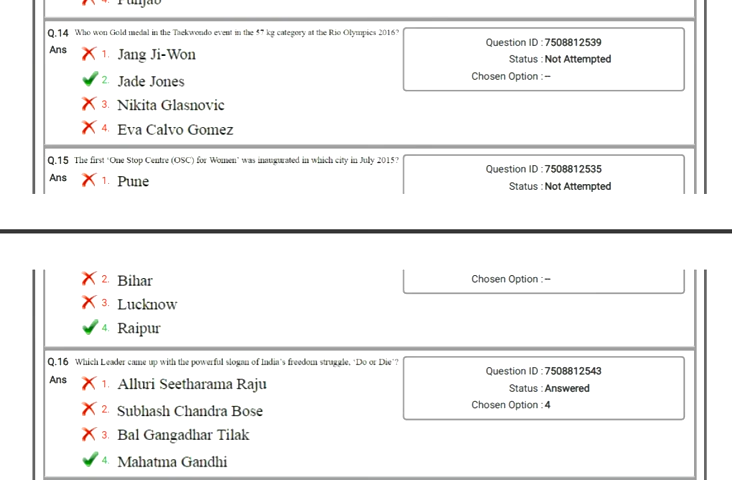 4. Punjab
Q.14 Who won Gold medal in the Taekwondo event in the 57 kg category at the Rio Olympics 2016?
Ans 1. Jang Ji-Won
2. Jade Jones
3. Nikita Glasnovic
4. Eva Calvo Gomez
Question ID : 7508812539
Status : Not Attempted
Chosen Option : --
Q.15 The first ‘One Stop Centre (OSC) for Women’ was inaugurated in which city in July 2015?
Ans 1. Pune
Question ID : 7508812535
Status : Not Attempted
2. Bihar
3. Lucknow
4. Raipur
Chosen Option : --
Q.16 Which Leader came up with the powerful slogan of India’s freedom struggle, ‘Do or Die’?
Ans 1. Alluri Seetharama Raju
2. Subhash Chandra Bose
3. Bal Gangadhar Tilak
4. Mahatma Gandhi
Question ID : 7508812543
Status : Answered
Chosen Option : 4